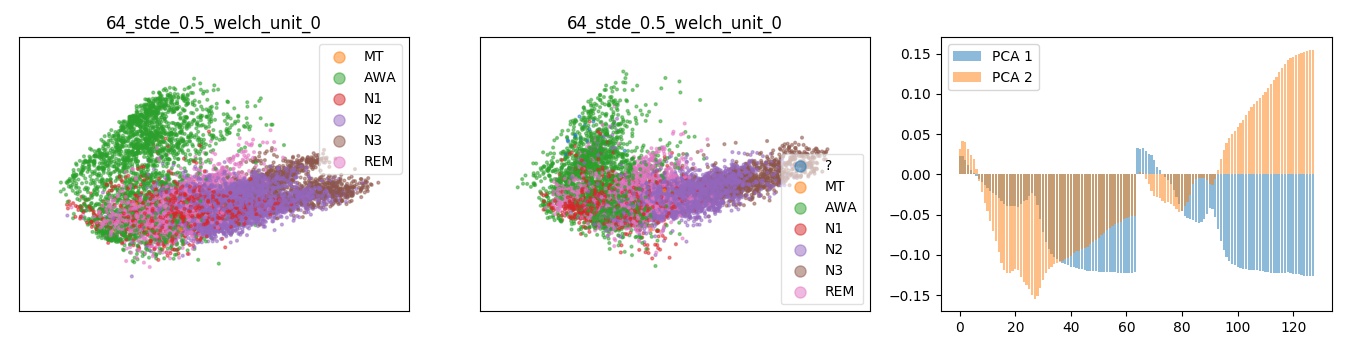 64_stde_0.5_welch_unit_0
MT
AWA
N1
N2
N3
REM
64_stde_0.5_welch_unit_0
?
MT
AWA
N1
N2
N3
REM
PCA 1
PCA 2
0.15
0.10
0.05
0.00
−0.05
−0.10
−0.15
0 20 40 60 80 100 120